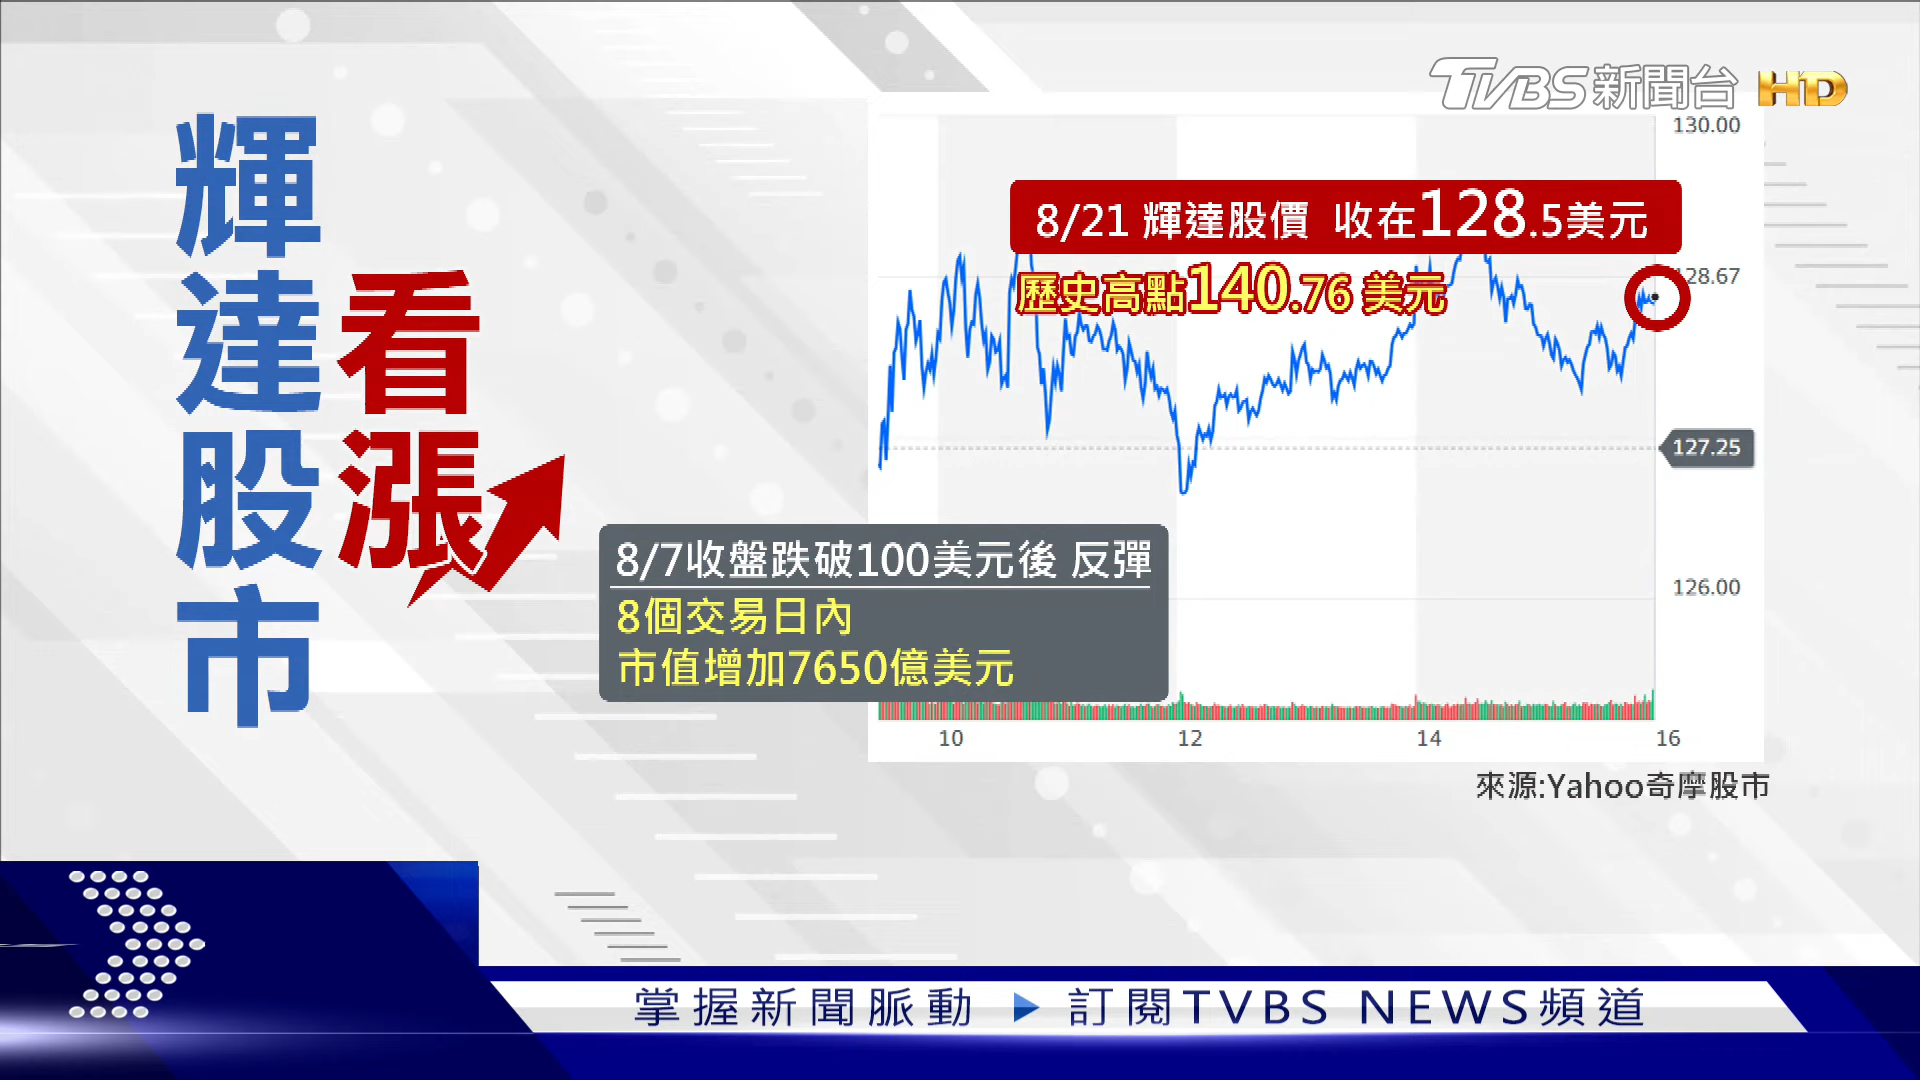 TVBS新聞台 HD
輝達股市
看漲
130.00
8/21 輝達股價 收在128.5美元
歷史高點140.76 美元
128.67
127.25
8/7收盤跌破100美元後 反彈
8個交易日內
市值增加7650億美元
126.00
10 12 14 16
來源:Yahoo奇摩股市
掌握新聞脈動 訂閱TVBS NEWS頻道